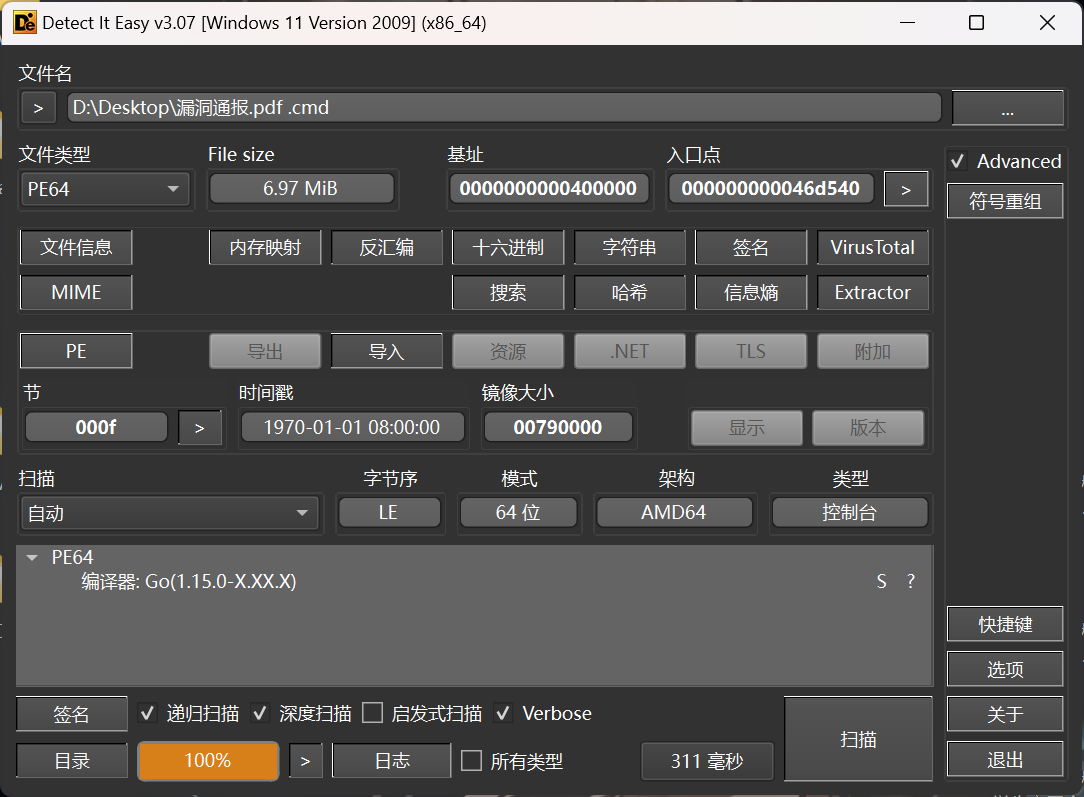 Detect It Easy v3.07 [Windows 11 Version 2009] (x86_64)
文件名
> D:\Desktop\漏洞通报.pdf .cmd ...
文件类型 File size 基址 入口点 Advanced
PE64 6.97 MiB 0000000000400000 000000000046d540 > 符号重组
文件信息 内存映射 反汇编 十六进制 字符串 签名 VirusTotal
MIME 搜索 哈希 信息熵 Extractor
PE 导出 导入 资源 .NET TLS 附加
节 时间戳 镜像大小
000f > 1970-01-01 08:00:00 00790000 显示 版本
扫描 字节序 模式 架构 类型
自动 LE 64 位 AMD64 控制台
PE64
编译器: Go(1.15.0-X.XX.X) S ?
快捷键
选项
签名 递归扫描 深度扫描 启发式扫描 Verbose 扫描 关于
目录 100% > 日志 所有类型 311 毫秒 退出